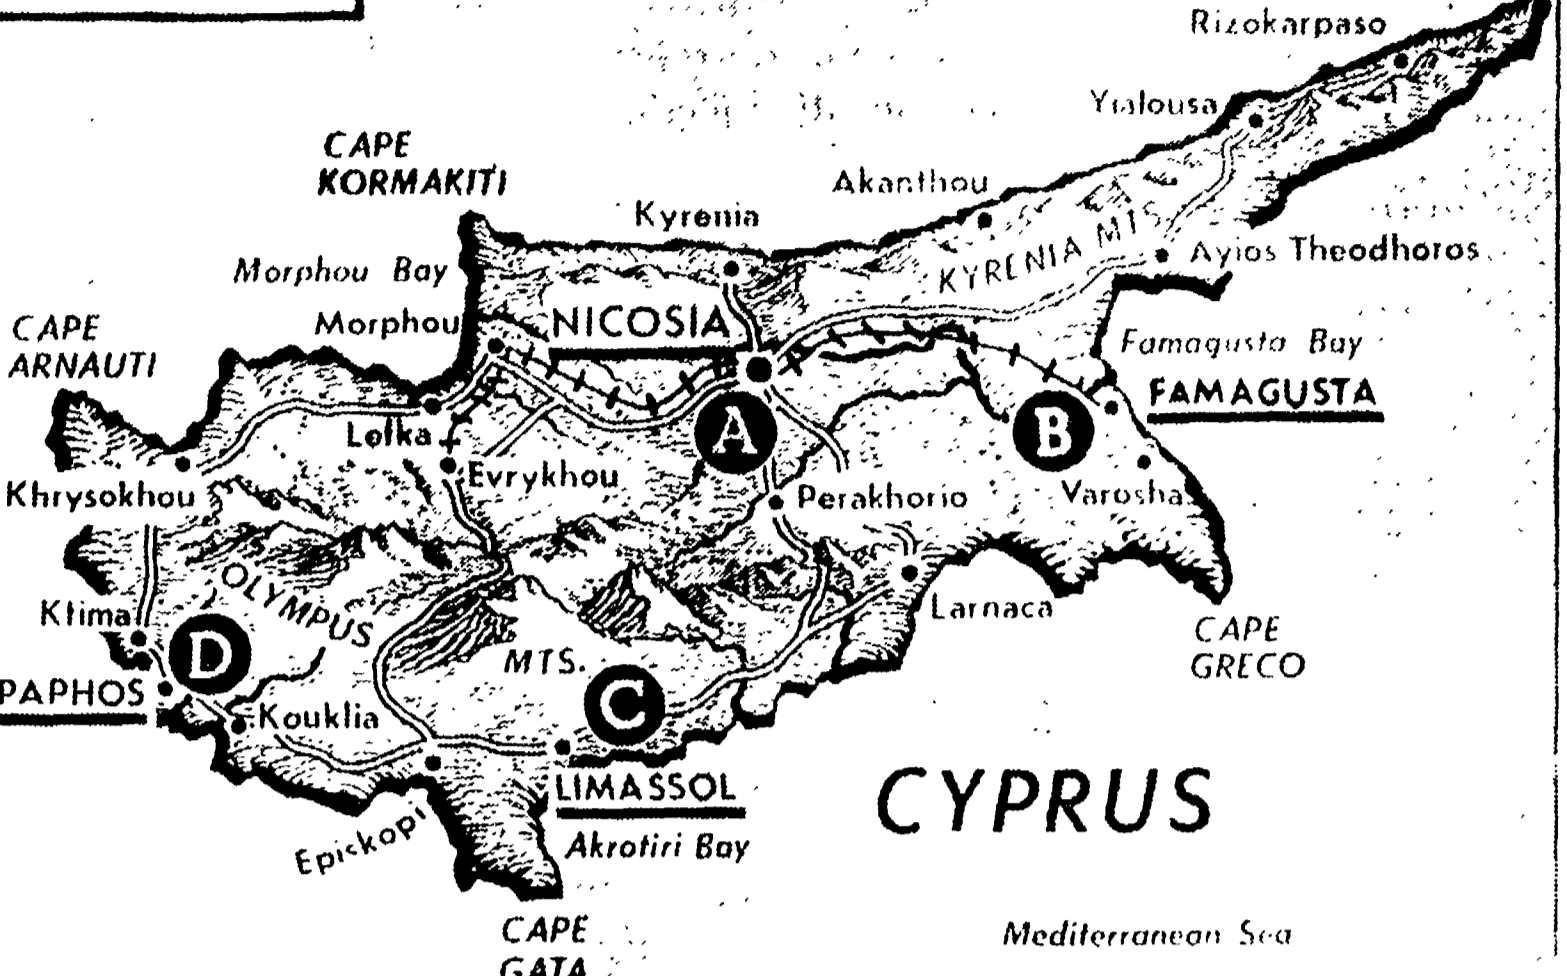 Rizokarpaso
Yialousa
CAPE
KORMAKITI
Akanthou
Kyrenia
KYRENIA MTS.
Ayios Theodhoros
Morphou Bay
CAPE
ARNAUTI
Morphou
NICOSIA
Famagusta Bay
FAMAGUSTA
Lefka
A
B
Khrysokhou
Evrykhou
Perakhorio
Varosha
OLYMPUS
MTS.
Ktima
D
Larnaca
CAPE
GRECO
PAPHOS
Kouklia
C
LIMASSOL
CYPRUS
Episkopi
Akrotiri Bay
CAPE
GATA
Mediterranean Sea